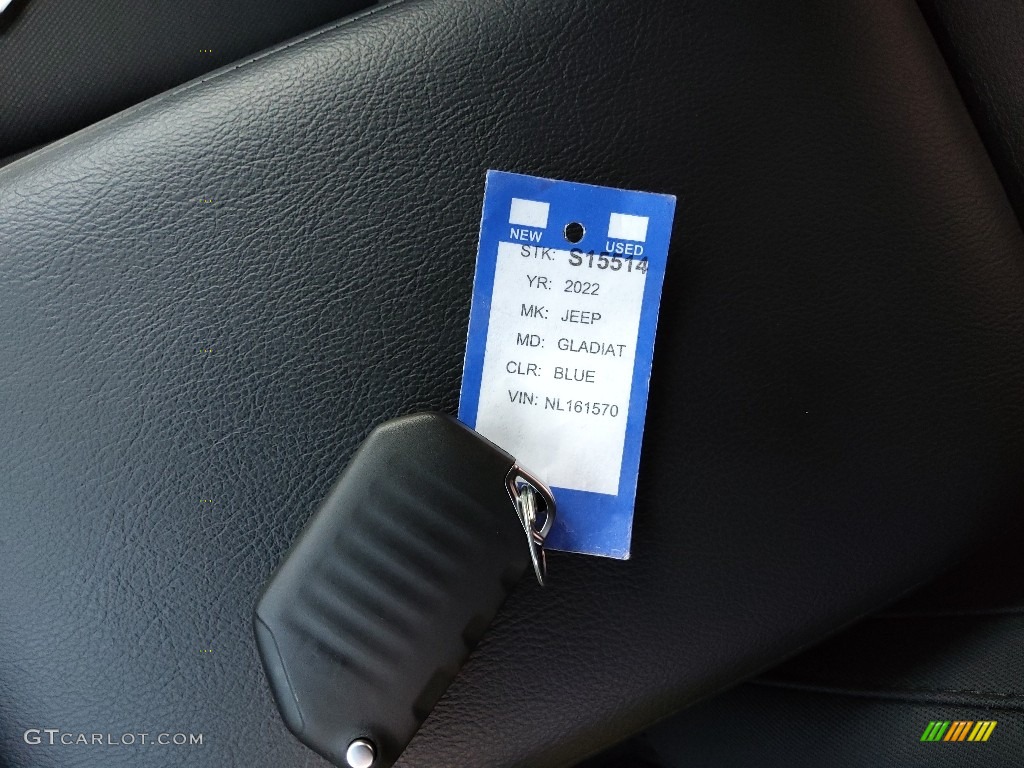 NEW USED
STK: S15514
YR: 2022
MK: JEEP
MD: GLADIAT
CLR: BLUE
VIN: NL161570
GTCARLOT.COM